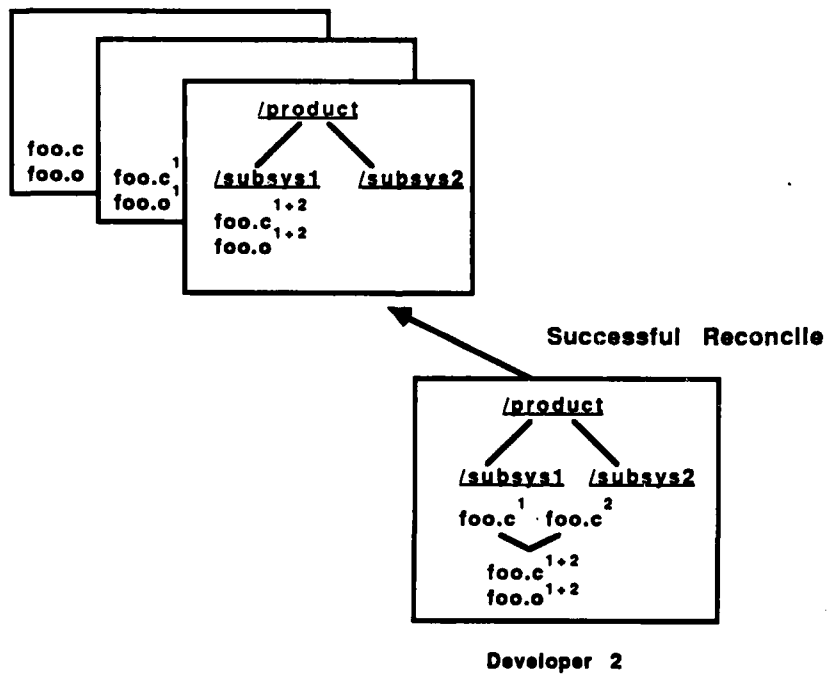 foo.c
foo.o
foo.c¹
foo.o¹
/product
/subsys1 /subsys2
foo.c¹⁺²
foo.o¹⁺²
Successful Reconcile
/product
/subsys1 /subsys2
foo.c¹ foo.c²
foo.c¹⁺²
foo.o¹⁺²
Developer 2